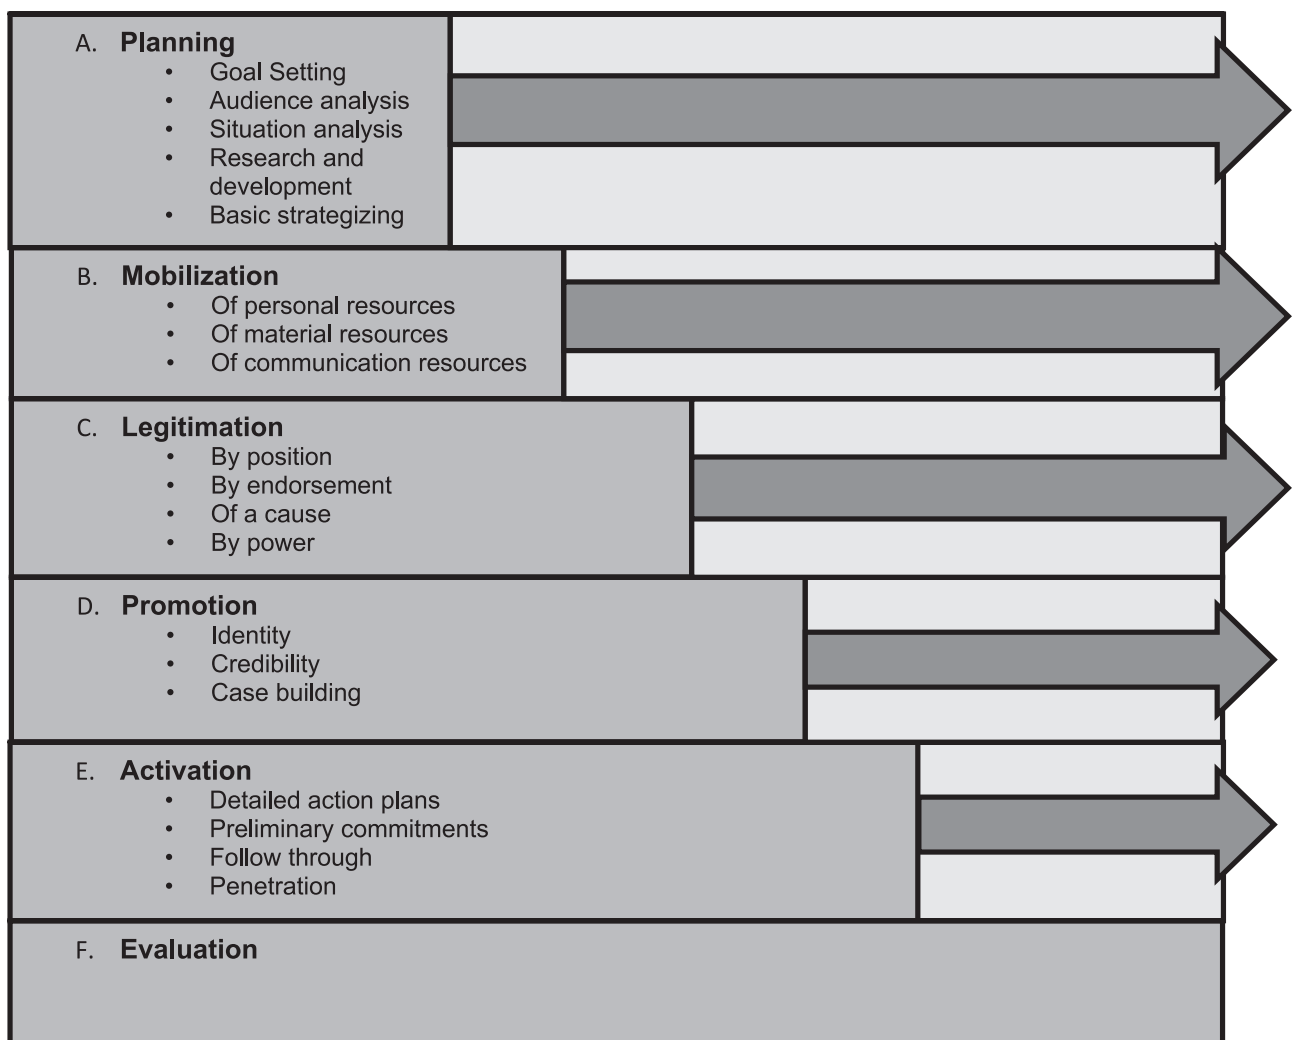 A. Planning
• Goal Setting
• Audience analysis
• Situation analysis
• Research and
development
• Basic strategizing
B. Mobilization
• Of personal resources
• Of material resources
• Of communication resources
C. Legitimation
• By position
• By endorsement
• Of a cause
• By power
D. Promotion
• Identity
• Credibility
• Case building
E. Activation
• Detailed action plans
• Preliminary commitments
• Follow through
• Penetration
F. Evaluation